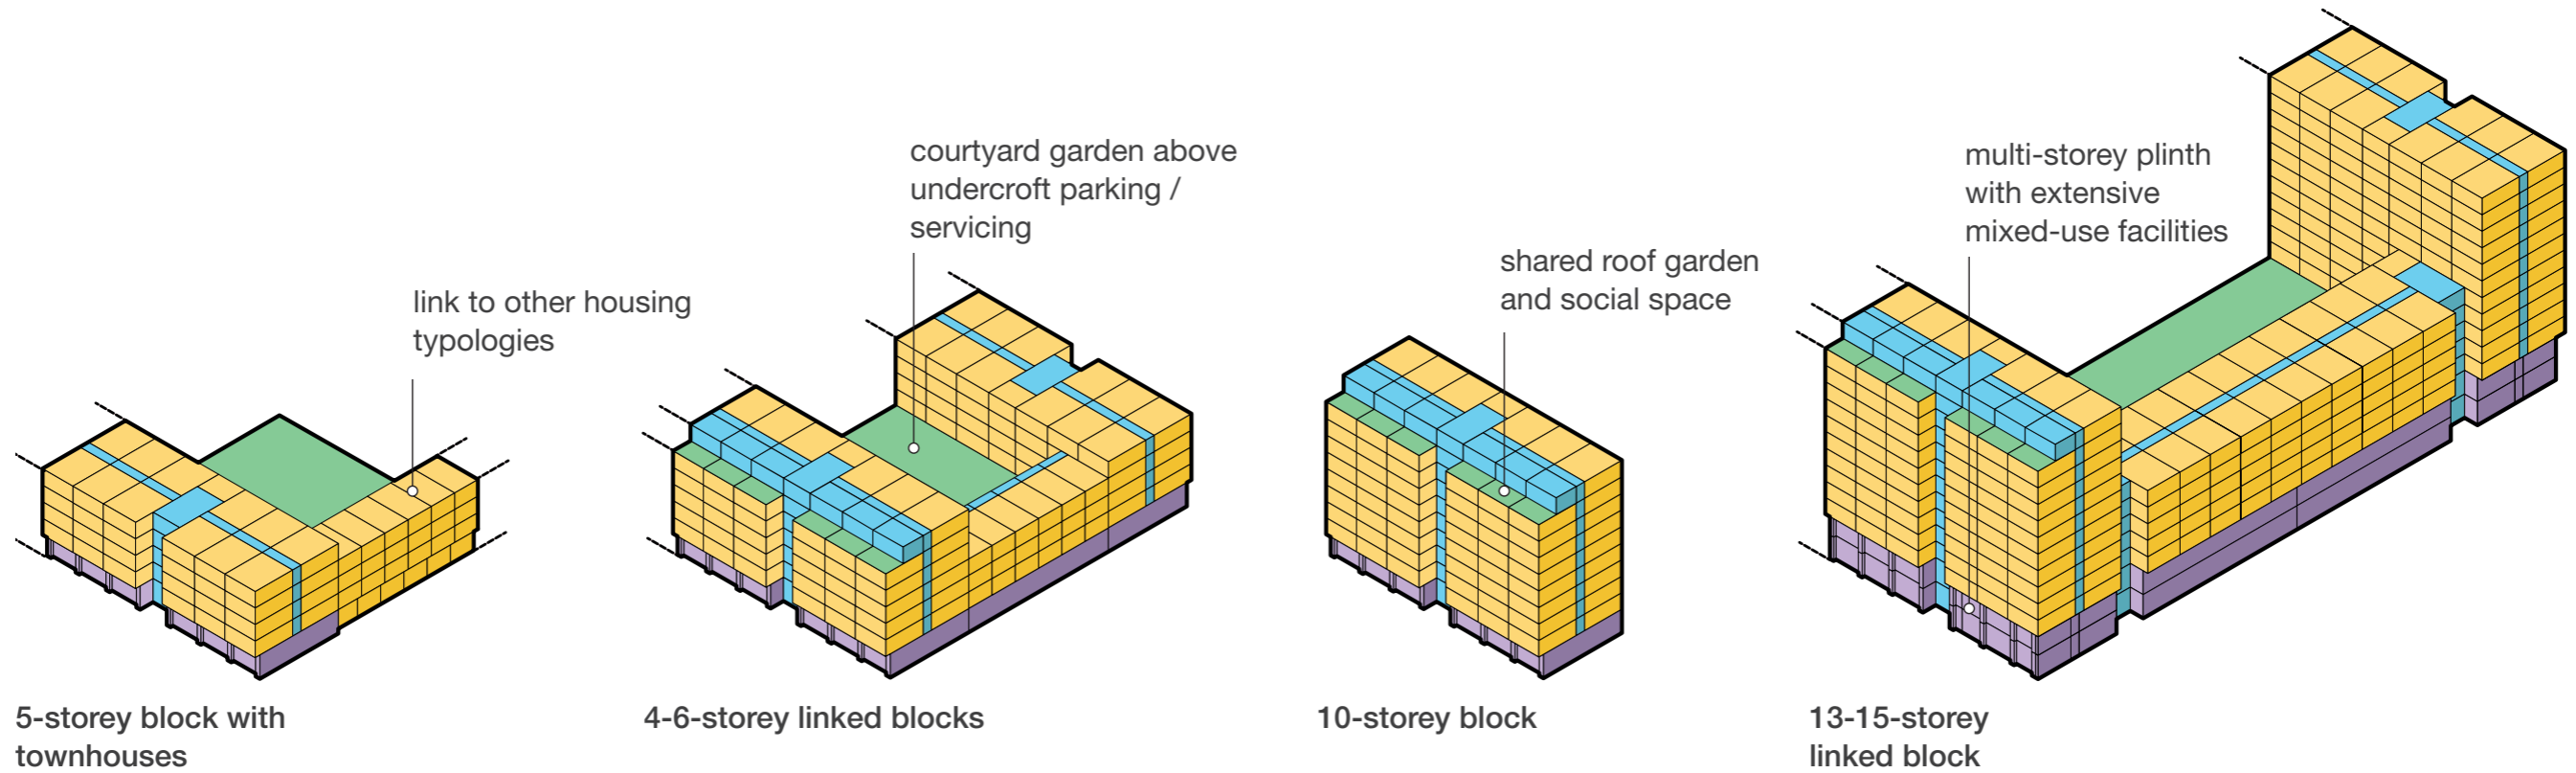 link to other housing
typologies
courtyard garden above
undercroft parking /
servicing
shared roof garden
and social space
multi-storey plinth
with extensive
mixed-use facilities
5-storey block with
townhouses
4-6-storey linked blocks
10-storey block
13-15-storey
linked block